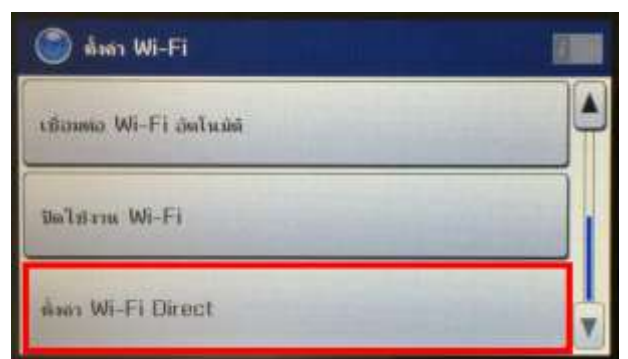 ตั้งค่า Wi-Fi
เชื่อมต่อ Wi-Fi อัตโนมัติ
ปิดใช้งาน Wi-Fi
ตั้งค่า Wi-Fi Direct